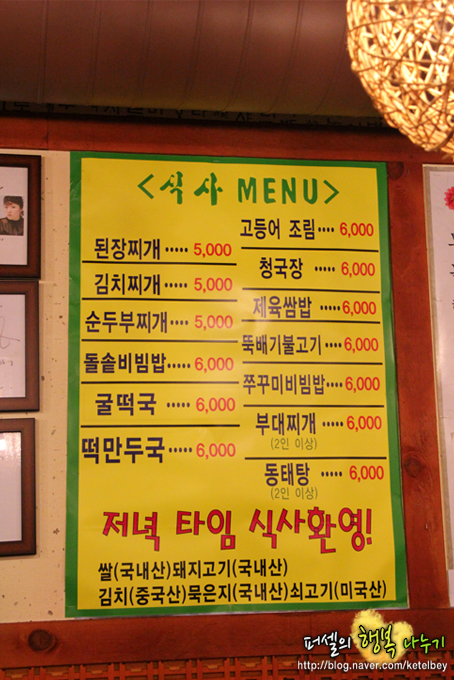 <식사 MENU>
된장찌개 ····· 5,000
김치찌개 ····· 5,000
순두부찌개 ···· 5,000
돌솥비빔밥 ····· 6,000
굴떡국 ····· 6,000
떡만두국 ····· 6,000
고등어 조림 ···· 6,000
청국장 ····· 6,000
제육쌈밥 ····· 6,000
뚝배기불고기 ···· 6,000
쭈꾸미비빔밥 ···· 6,000
부대찌개 ····· 6,000
(2인 이상)
동태탕 ····· 6,000
(2인 이상)
저녁 타임 식사환영!
쌀(국내산)돼지고기(국내산)
김치(중국산)묵은지(국내산)쇠고기(미국산)
퍼셀의 행복 나누기
http://blog.naver.com/ketelbey